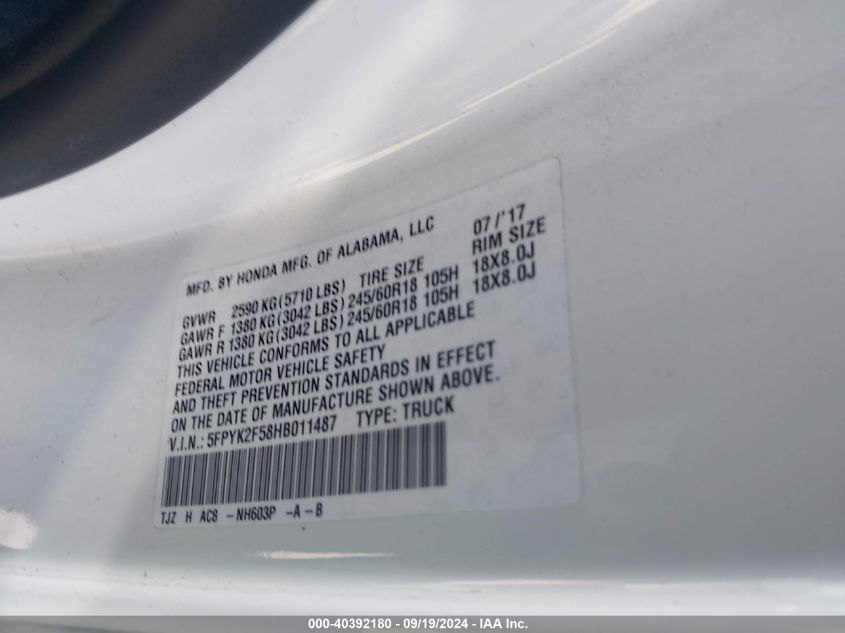 MFD. BY HONDA MFG. OF ALABAMA, LLC 07/'17
GVWR 2590 KG (5710 LBS) TIRE SIZE RIM SIZE
GAWR F 1380 KG (3042 LBS) 245/60R18 105H 18X8.0J
GAWR R 1380 KG (3042 LBS) 245/60R18 105H 18X8.0J
THIS VEHICLE CONFORMS TO ALL APPLICABLE
FEDERAL MOTOR VEHICLE SAFETY
AND THEFT PREVENTION STANDARDS IN EFFECT
ON THE DATE OF MANUFACTURE SHOWN ABOVE.
V.I.N.: 5FPYK2F58HB011487 TYPE: TRUCK
TJZ H AC8 -NH603P -A-B
000-40392180 - 09/19/2024 - IAA Inc.